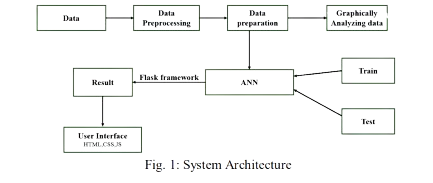 Data
Data
Preprocessing
Data
preparation
Graphically
Analyzing data
Result
Flask framework
ANN
Train
Test
User Interface
HTML,CSS,JS
Fig. 1: System Architecture